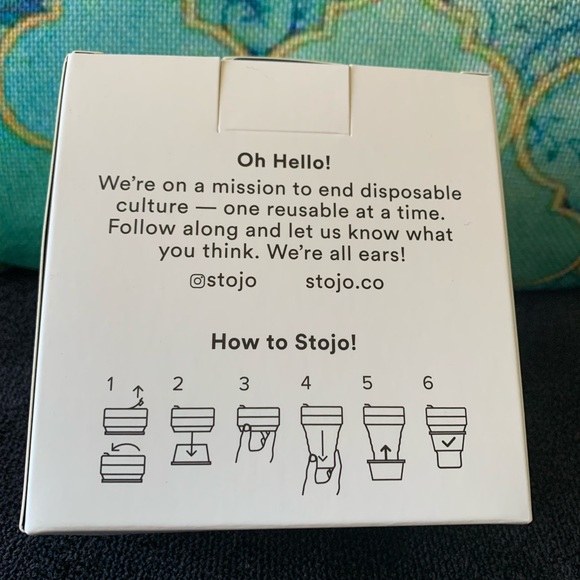 Oh Hello!
We're on a mission to end disposable
culture — one reusable at a time.
Follow along and let us know what
you think. We're all ears!
stojo stojo.co
How to Stojo!
1 2 3 4 5 6